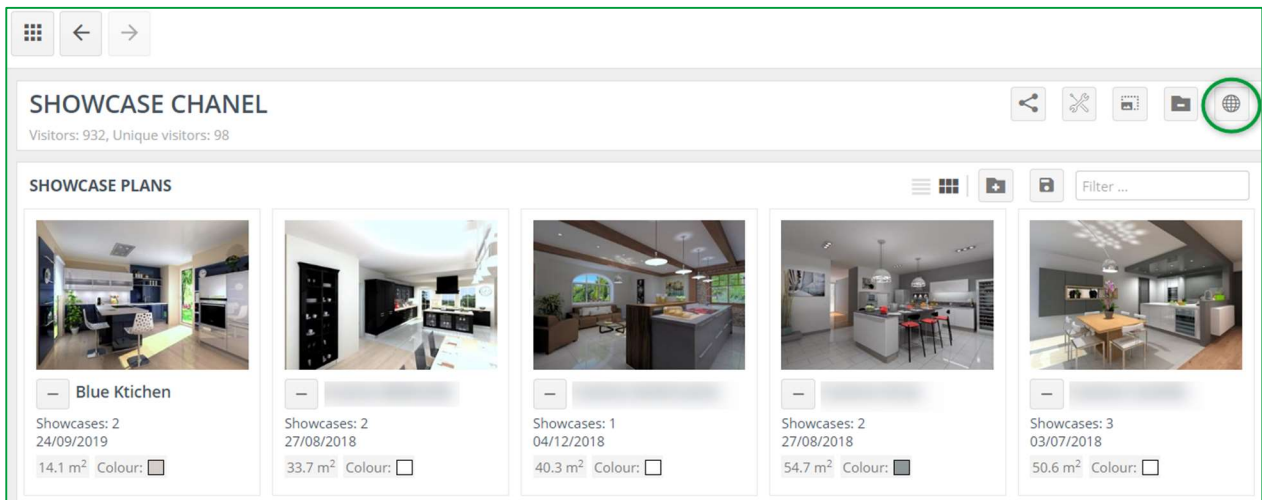 SHOWCASE CHANEL
Visitors: 932, Unique visitors: 98
SHOWCASE PLANS
Filter ...
Blue Ktichen
Showcases: 2
24/09/2019
14.1 m² Colour:
Showcases: 2
27/08/2018
33.7 m² Colour:
Showcases: 1
04/12/2018
40.3 m² Colour:
Showcases: 2
27/08/2018
54.7 m² Colour:
Showcases: 3
03/07/2018
50.6 m² Colour: